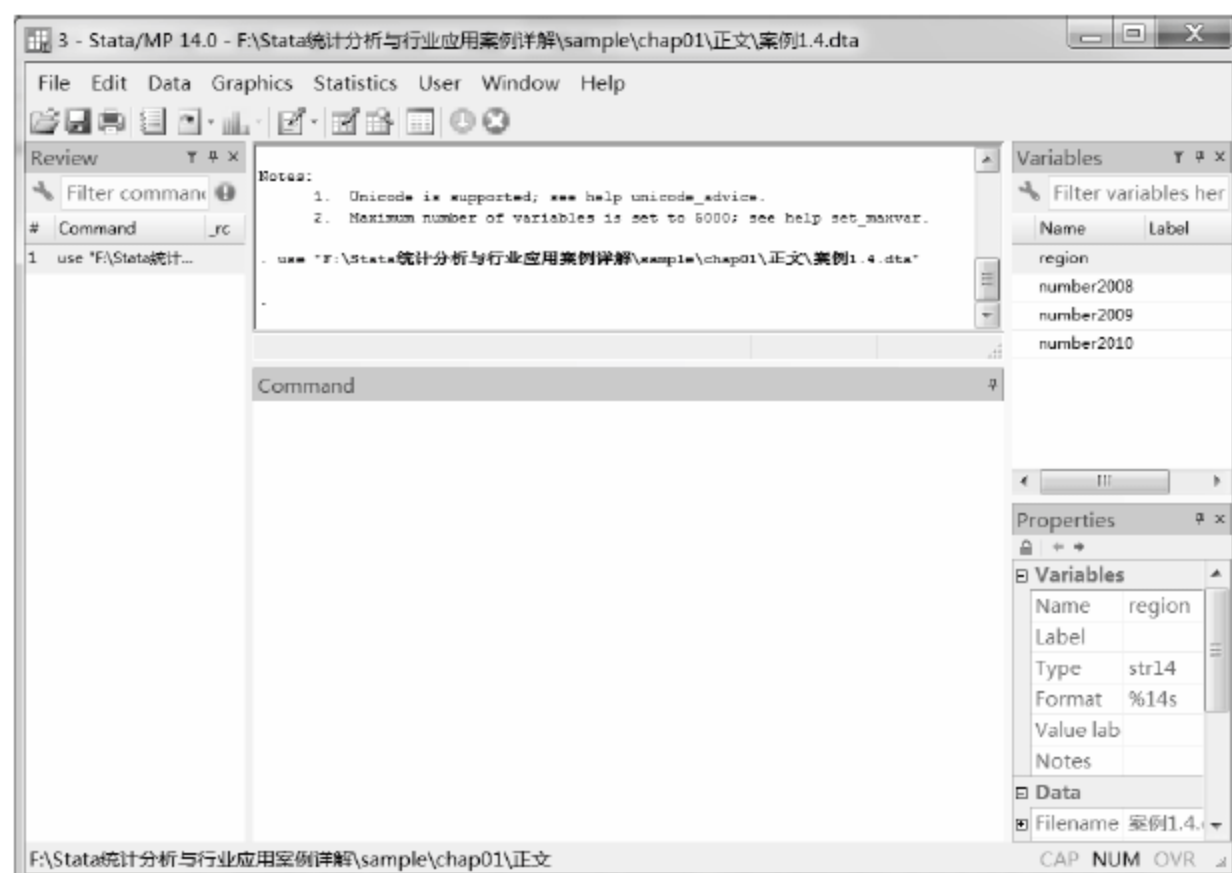 3 - Stata/MP 14.0 - F:\Stata统计分析与行业应用案例详解\sample\chap01\正文\案例1.4.dta
File Edit Data Graphics Statistics User Window Help
Review
Filter comman
# Command _rc
1 use "F:\Stata统计...
Notes:
1. Unicode is supported; see help unicode_advice.
2. Maximum number of variables is set to 5000; see help set_maxvar.
. use "F:\Stata统计分析与行业应用案例详解\sample\chap01\正文\案例1.4.dta"
.
Command
Variables
Filter variables her
Name Label
region
number2008
number2009
number2010
Properties
Variables
Name region
Label
Type str14
Format %14s
Value lab
Notes
Data
Filename 案例1.4.
F:\Stata统计分析与行业应用案例详解\sample\chap01\正文
CAP NUM OVR